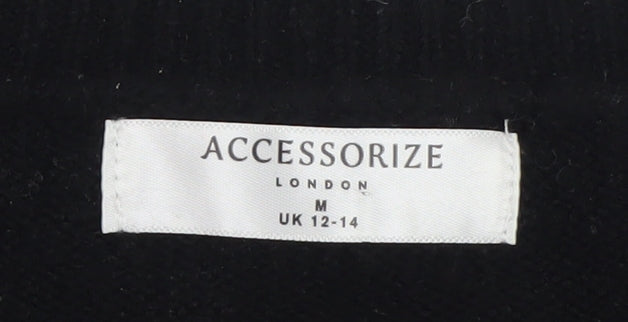 ACCESSORIZE
LONDON
M
UK 12-14